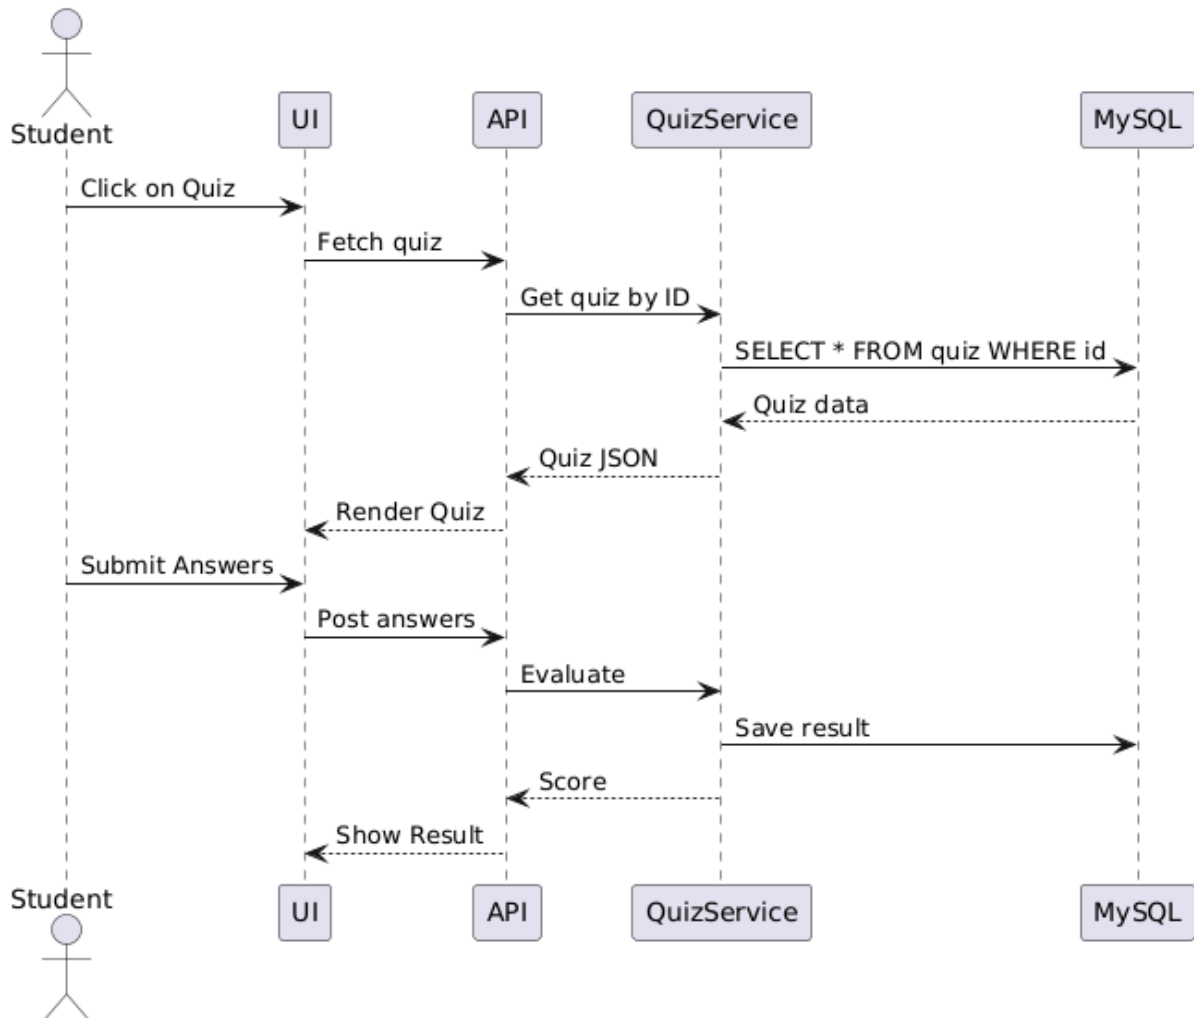 Student
UI
API
QuizService
MySQL
Click on Quiz
Fetch quiz
Get quiz by ID
SELECT * FROM quiz WHERE id
Quiz data
Quiz JSON
Render Quiz
Submit Answers
Post answers
Evaluate
Save result
Score
Show Result
Student
UI
API
QuizService
MySQL